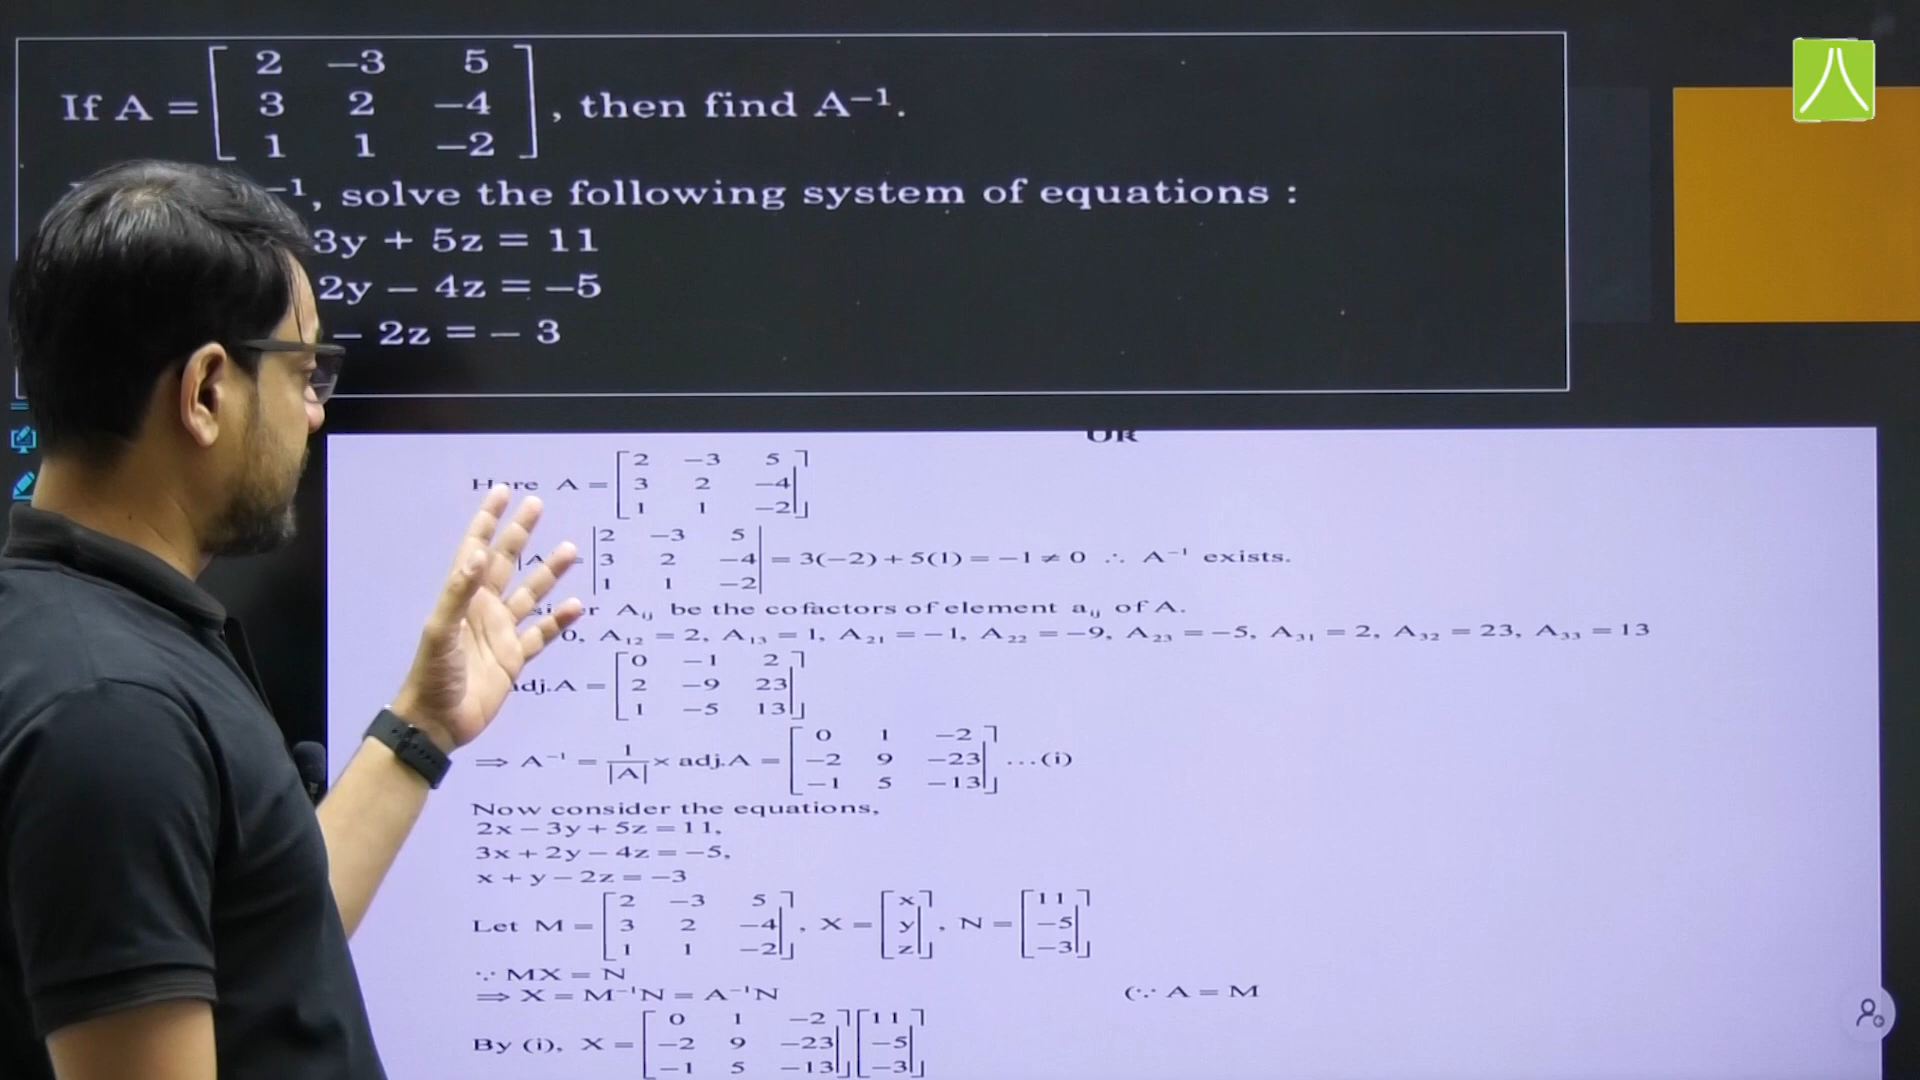 If A = [ 2 −3 5
3 2 −4
1 1 −2 ], then find A⁻¹.
⁻¹, solve the following system of equations :
3y + 5z = 11
2y − 4z = −5
− 2z = − 3
OR
Here A = [ 2 −3 5
3 2 −4
1 1 −2 ]
|A| = | 2 −3 5
3 2 −4
1 1 −2 | = 3(−2) + 5(1) = −1 ≠ 0 ∴ A⁻¹ exists.
A_ij be the cofactors of element a_ij of A.
0, A₁₂ = 2, A₁₃ = 1, A₂₁ = −1, A₂₂ = −9, A₂₃ = −5, A₃₁ = 2, A₃₂ = 23, A₃₃ = 13
adj.A = [ 0 −1 2
2 −9 23
1 −5 13 ]
⇒ A⁻¹ = 1/|A| × adj.A = [ 0 1 −2
−2 9 −23
−1 5 −13 ] ...(i)
Now consider the equations,
2x − 3y + 5z = 11,
3x + 2y − 4z = −5,
x + y − 2z = −3
Let M = [ 2 −3 5
3 2 −4
1 1 −2 ], X = [ x
y
z ], N = [ 11
−5
−3 ]
∵ MX = N
⇒ X = M⁻¹N = A⁻¹N (∵ A = M
By (i), X = [ 0 1 −2
−2 9 −23
−1 5 −13 ] [ 11
−5
−3 ]